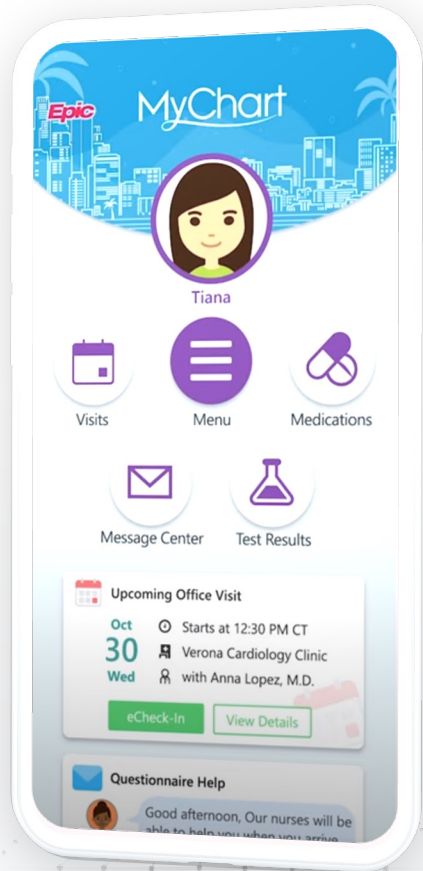 Epic
MyChart
Tiana
Visits
Menu
Medications
Message Center
Test Results
Upcoming Office Visit
Oct
30
Wed
Starts at 12:30 PM CT
Verona Cardiology Clinic
with Anna Lopez, M.D.
eCheck-In
View Details
Questionnaire Help
Good afternoon, Our nurses will be
able to help you when you arrive